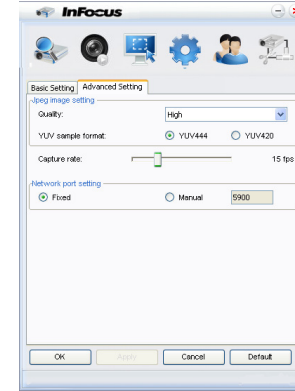 InFocus
Basic Setting Advanced Setting
Jpeg image setting
Quality: High
YUV sample format: YUV444 YUV420
Capture rate: 15 fps
Network port setting
Fixed Manual 5900
OK Apply Cancel Default